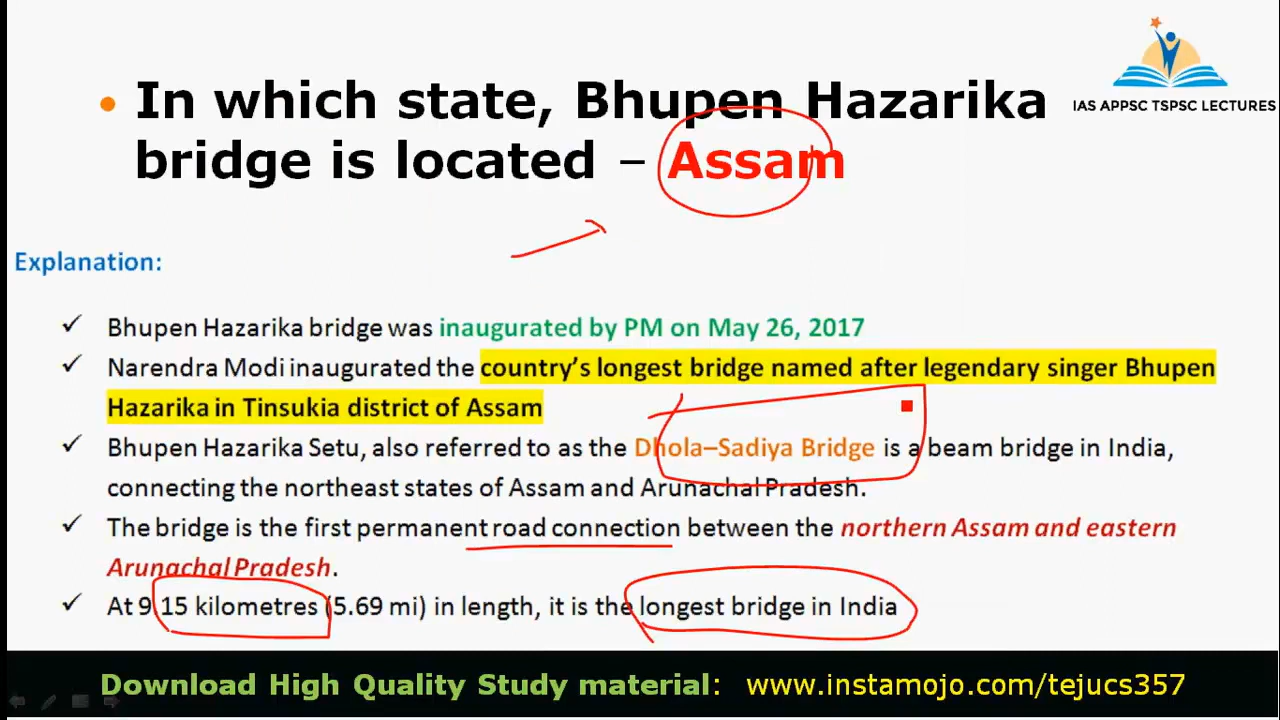 IAS APPSC TSPSC LECTURES
• In which state, Bhupen Hazarika
bridge is located – Assam
Explanation:
✓ Bhupen Hazarika bridge was inaugurated by PM on May 26, 2017
✓ Narendra Modi inaugurated the country's longest bridge named after legendary singer Bhupen
Hazarika in Tinsukia district of Assam
✓ Bhupen Hazarika Setu, also referred to as the Dhola–Sadiya Bridge is a beam bridge in India,
connecting the northeast states of Assam and Arunachal Pradesh.
✓ The bridge is the first permanent road connection between the northern Assam and eastern
Arunachal Pradesh.
✓ At 9.15 kilometres (5.69 mi) in length, it is the longest bridge in India
Download High Quality Study material: www.instamojo.com/tejucs357